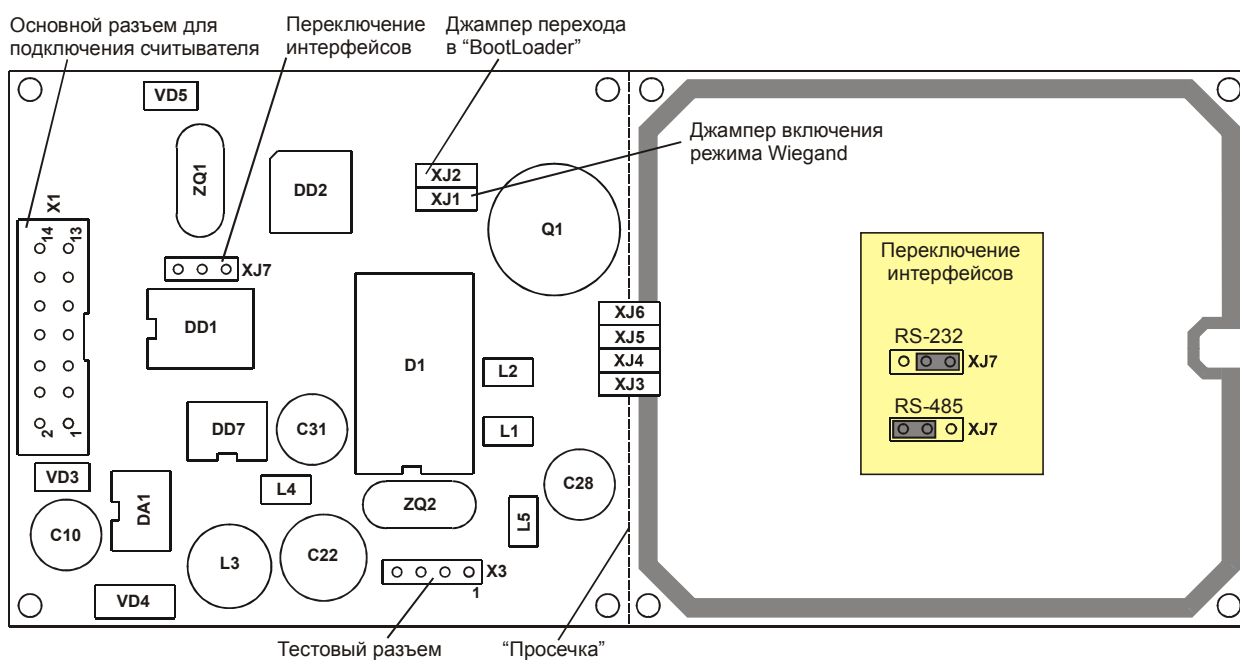 Основной разъем для
подключения считывателя
Переключение
интерфейсов
Джампер перехода
в “BootLoader”
VD5
Джампер включения
режима Wiegand
ZQ1
DD2
XJ2
XJ1
X1
14
13
Q1
XJ7
Переключение
интерфейсов
DD1
XJ6
XJ5
XJ4
XJ3
D1
RS-232
XJ7
L2
RS-485
XJ7
2
1
DD7
C31
L1
VD3
L4
C28
DA1
ZQ2
L5
C10
L3
C22
X3
1
VD4
Тестовый разъем
“Просечка”